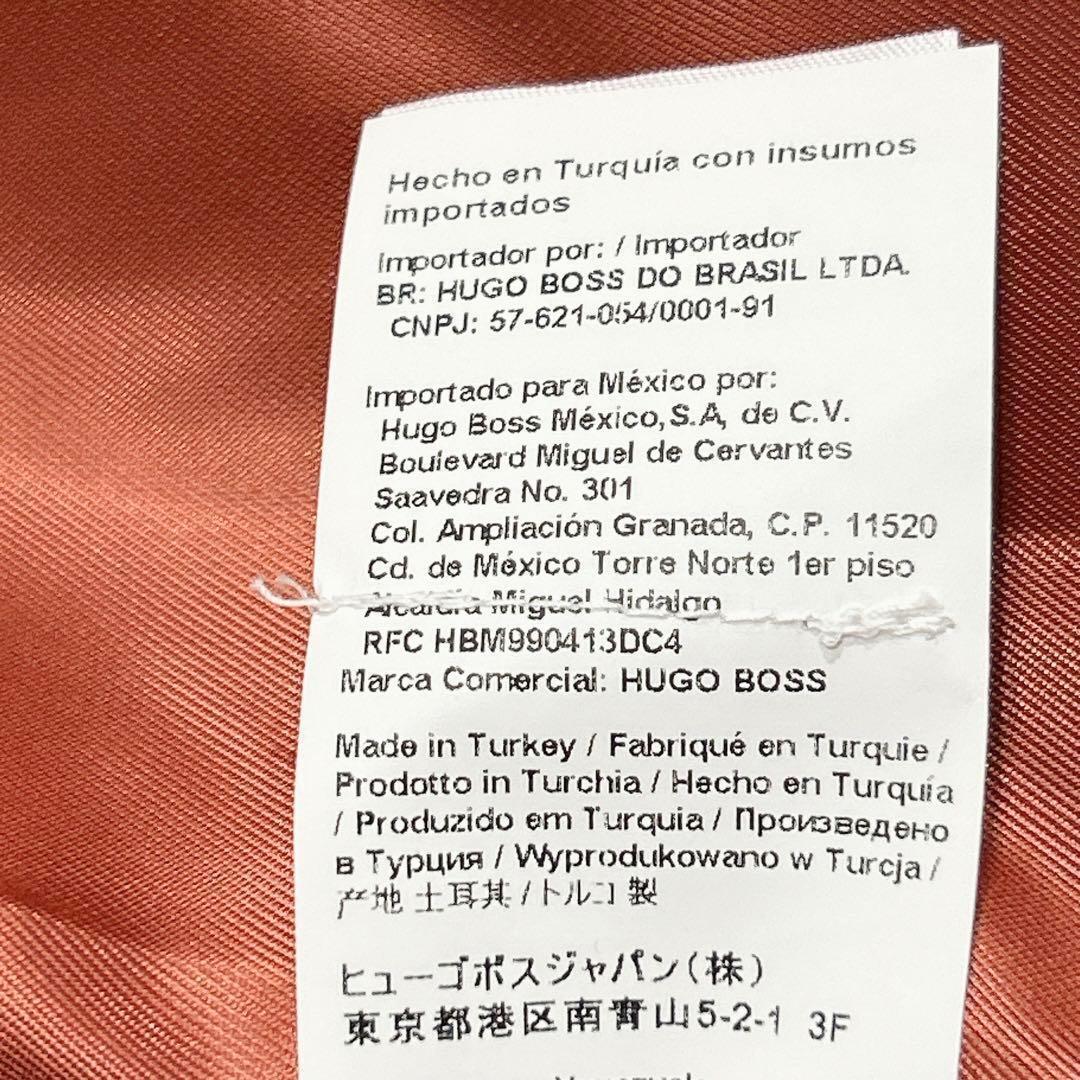 Hecho en Turquía con insumos
importados
Importador por: / Importador
BR: HUGO BOSS DO BRASIL LTDA.
CNPJ: 57-621-054/0001-91
Importado para México por:
Hugo Boss México,S.A, de C.V.
Boulevard Miguel de Cervantes
Saavedra No. 301
Col. Ampliación Granada, C.P. 11520
Cd. de México Torre Norte 1er piso
Alcaldía Miguel Hidalgo
RFC HBM990413DC4
Marca Comercial: HUGO BOSS
Made in Turkey / Fabriqué en Turquie /
Prodotto in Turchia / Hecho en Turquía
/ Produzido em Turquia / Произведено
в Турция / Wyprodukowano w Turcja /
产地 土耳其 / トルコ製
ヒューゴボスジャパン(株)
東京都港区南青山5-2-1 3F